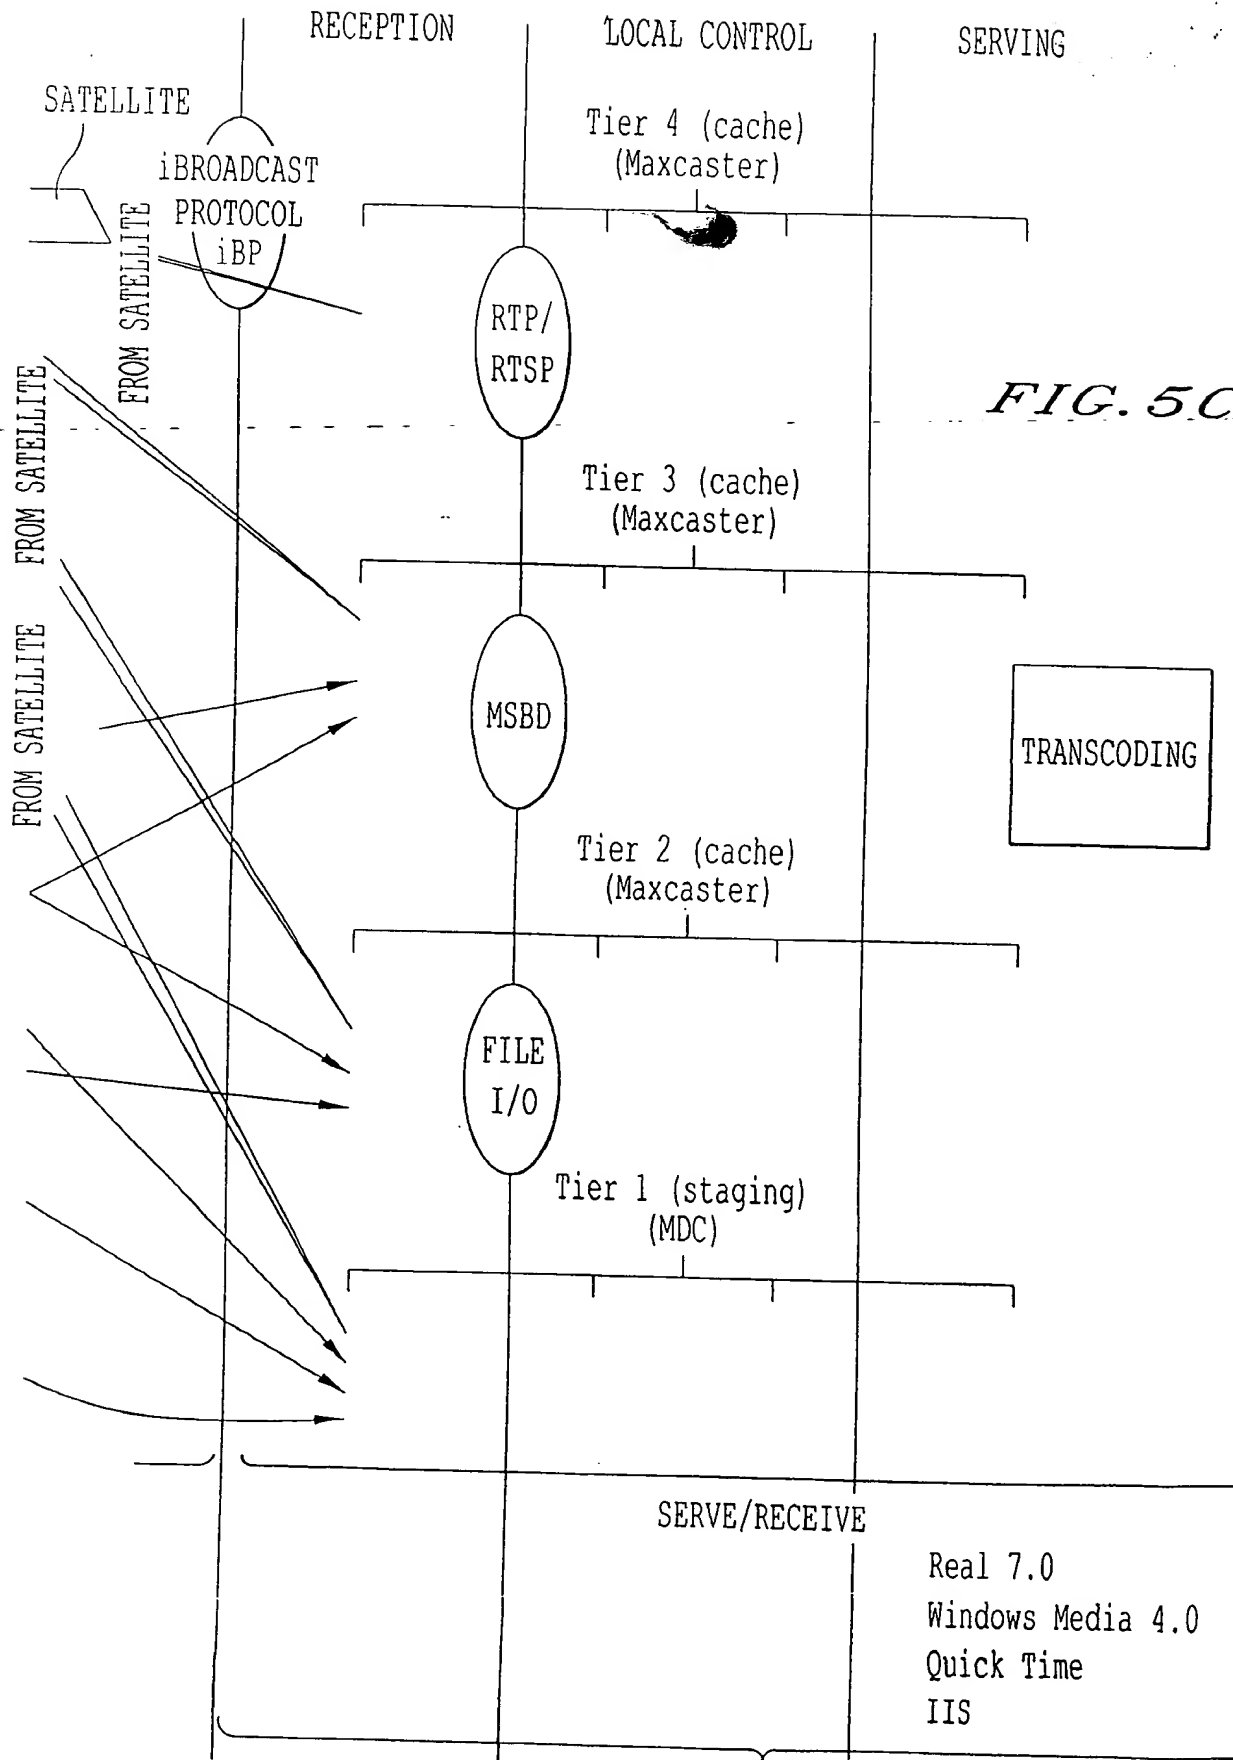 RECEPTION
LOCAL CONTROL
SERVING
SATELLITE
Tier 4 (cache)
(Maxcaster)
iBROADCAST
PROTOCOL
iBP
FROM SATELLITE
RTP/
RTSP
FIG. 5C
FROM SATELLITE
Tier 3 (cache)
(Maxcaster)
FROM SATELLITE
MSBD
TRANSCODING
Tier 2 (cache)
(Maxcaster)
FILE
I/O
Tier 1 (staging)
(MDC)
SERVE/RECEIVE
Real 7.0
Windows Media 4.0
Quick Time
IIS